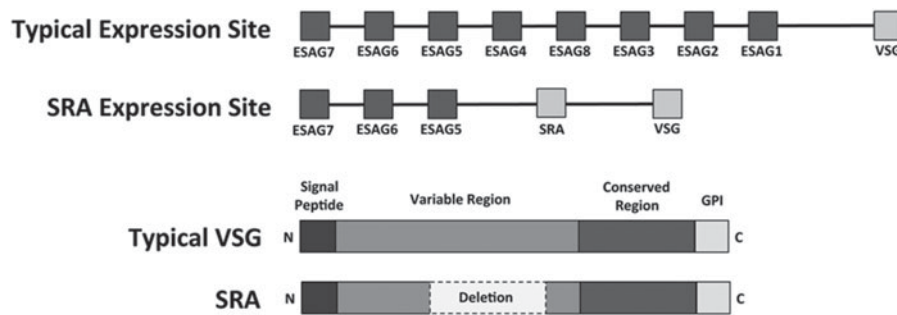 Typical Expression Site
ESAG7 ESAG6 ESAG5 ESAG4 ESAG8 ESAG3 ESAG2 ESAG1 VSG
SRA Expression Site
ESAG7 ESAG6 ESAG5 SRA VSG
Signal Peptide Variable Region Conserved Region GPI
Typical VSG N C
SRA N Deletion C